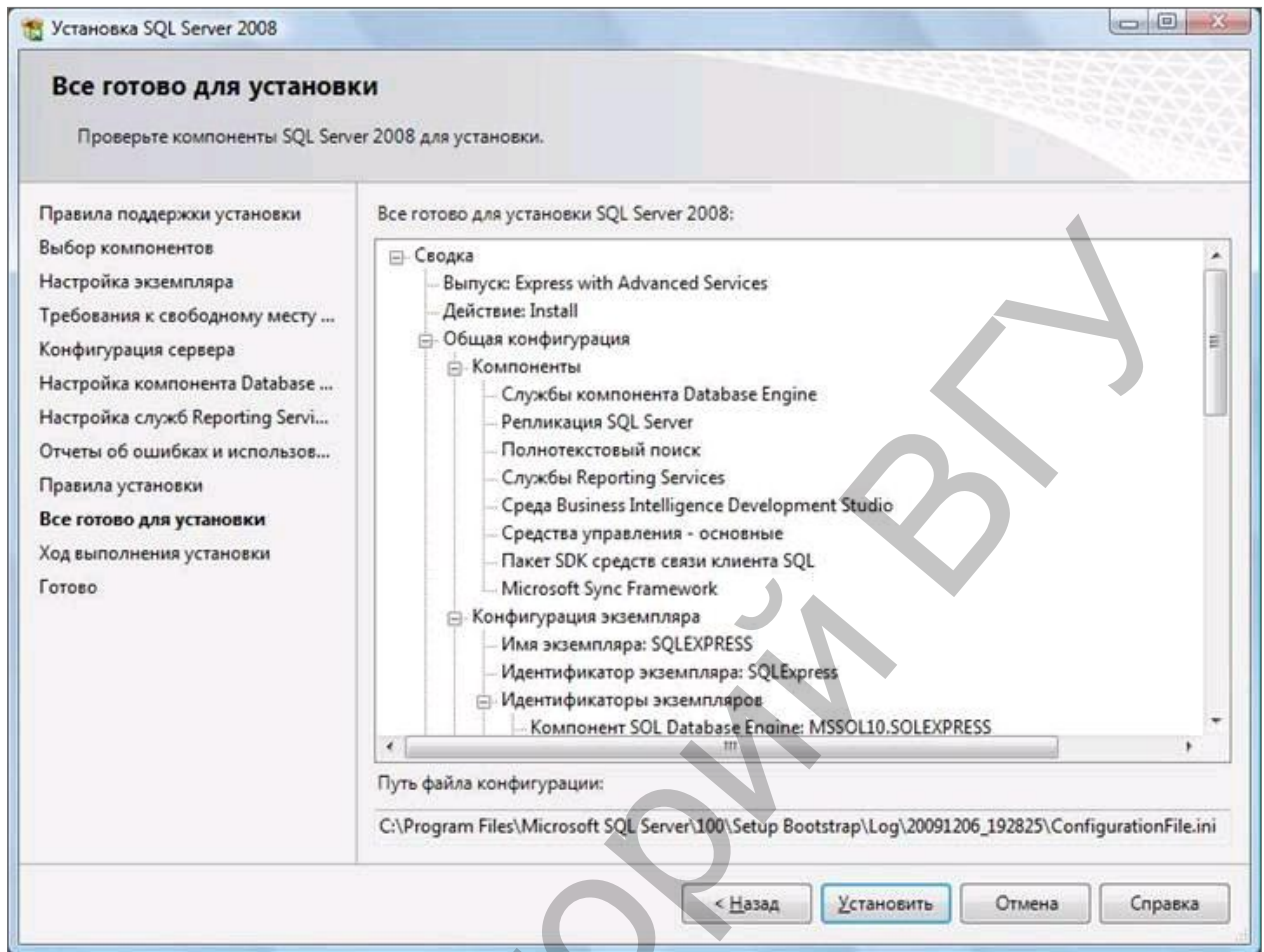 Установка SQL Server 2008
Все готово для установки
Проверьте компоненты SQL Server 2008 для установки.
Правила поддержки установки
Выбор компонентов
Настройка экземпляра
Требования к свободному месту ...
Конфигурация сервера
Настройка компонента Database ...
Настройка служб Reporting Servi...
Отчеты об ошибках и использов...
Правила установки
Все готово для установки
Ход выполнения установки
Готово
Все готово для установки SQL Server 2008:
Сводка
Выпуск: Express with Advanced Services
Действие: Install
Общая конфигурация
Компоненты
Службы компонента Database Engine
Репликация SQL Server
Полнотекстовый поиск
Службы Reporting Services
Среда Business Intelligence Development Studio
Средства управления - основные
Пакет SDK средств связи клиента SQL
Microsoft Sync Framework
Конфигурация экземпляра
Имя экземпляра: SQLEXPRESS
Идентификатор экземпляра: SQLExpress
Идентификаторы экземпляров
Компонент SQL Database Engine: MSSQL10.SQLEXPRESS
Путь файла конфигурации:
C:\Program Files\Microsoft SQL Server\100\Setup Bootstrap\Log\20091206_192825\ConfigurationFile.ini
< Назад
Установить
Отмена
Справка
орий ВГУ